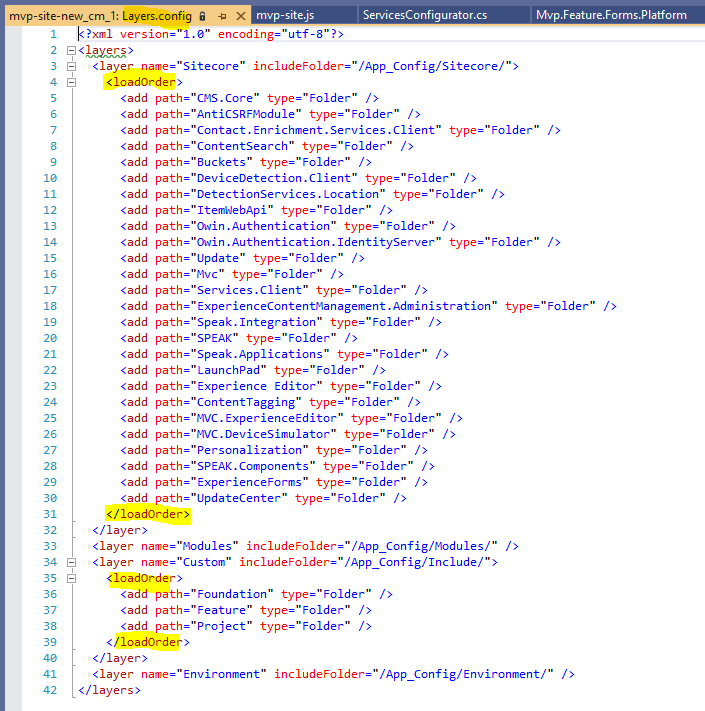 mvp-site-new_cm_1: Layers.config mvp-site.js ServicesConfigurator.cs Mvp.Feature.Forms.Platform
1 <?xml version="1.0" encoding="utf-8"?>
2 <layers>
3 <layer name="Sitecore" includeFolder="/App_Config/Sitecore/">
4 <loadOrder>
5 <add path="CMS.Core" type="Folder" />
6 <add path="AntiCSRFModule" type="Folder" />
7 <add path="Contact.Enrichment.Services.Client" type="Folder" />
8 <add path="ContentSearch" type="Folder" />
9 <add path="Buckets" type="Folder" />
10 <add path="DeviceDetection.Client" type="Folder" />
11 <add path="DetectionServices.Location" type="Folder" />
12 <add path="ItemWebApi" type="Folder" />
13 <add path="Owin.Authentication" type="Folder" />
14 <add path="Owin.Authentication.IdentityServer" type="Folder" />
15 <add path="Update" type="Folder" />
16 <add path="Mvc" type="Folder" />
17 <add path="Services.Client" type="Folder" />
18 <add path="ExperienceContentManagement.Administration" type="Folder" />
19 <add path="Speak.Integration" type="Folder" />
20 <add path="SPEAK" type="Folder" />
21 <add path="Speak.Applications" type="Folder" />
22 <add path="LaunchPad" type="Folder" />
23 <add path="Experience Editor" type="Folder" />
24 <add path="ContentTagging" type="Folder" />
25 <add path="MVC.ExperienceEditor" type="Folder" />
26 <add path="MVC.DeviceSimulator" type="Folder" />
27 <add path="Personalization" type="Folder" />
28 <add path="SPEAK.Components" type="Folder" />
29 <add path="ExperienceForms" type="Folder" />
30 <add path="UpdateCenter" type="Folder" />
31 </loadOrder>
32 </layer>
33 <layer name="Modules" includeFolder="/App_Config/Modules/" />
34 <layer name="Custom" includeFolder="/App_Config/Include/">
35 <loadOrder>
36 <add path="Foundation" type="Folder" />
37 <add path="Feature" type="Folder" />
38 <add path="Project" type="Folder" />
39 </loadOrder>
40 </layer>
41 <layer name="Environment" includeFolder="/App_Config/Environment/" />
42 </layers>